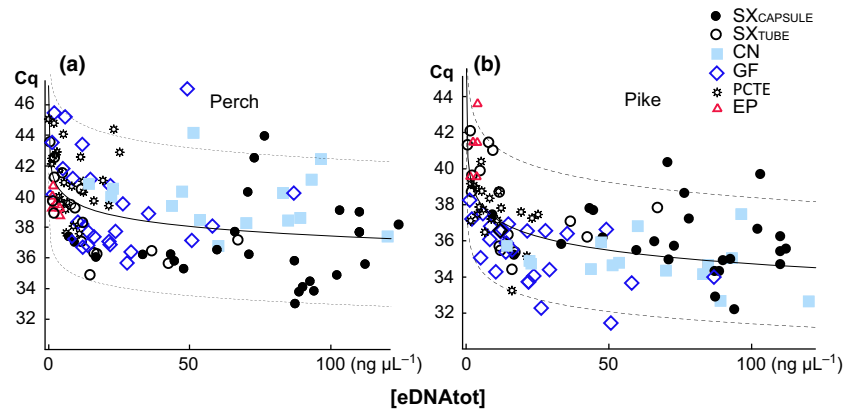 SXCAPSULE
SXTUBE
CN
GF
PCTE
EP
(a)
Cq
Perch
46
44
42
40
38
36
34
32
0
50
100 (ng µL⁻¹)
(b)
Cq
Pike
44
42
40
38
36
34
32
0
50
100 (ng µL⁻¹)
[eDNAtot]